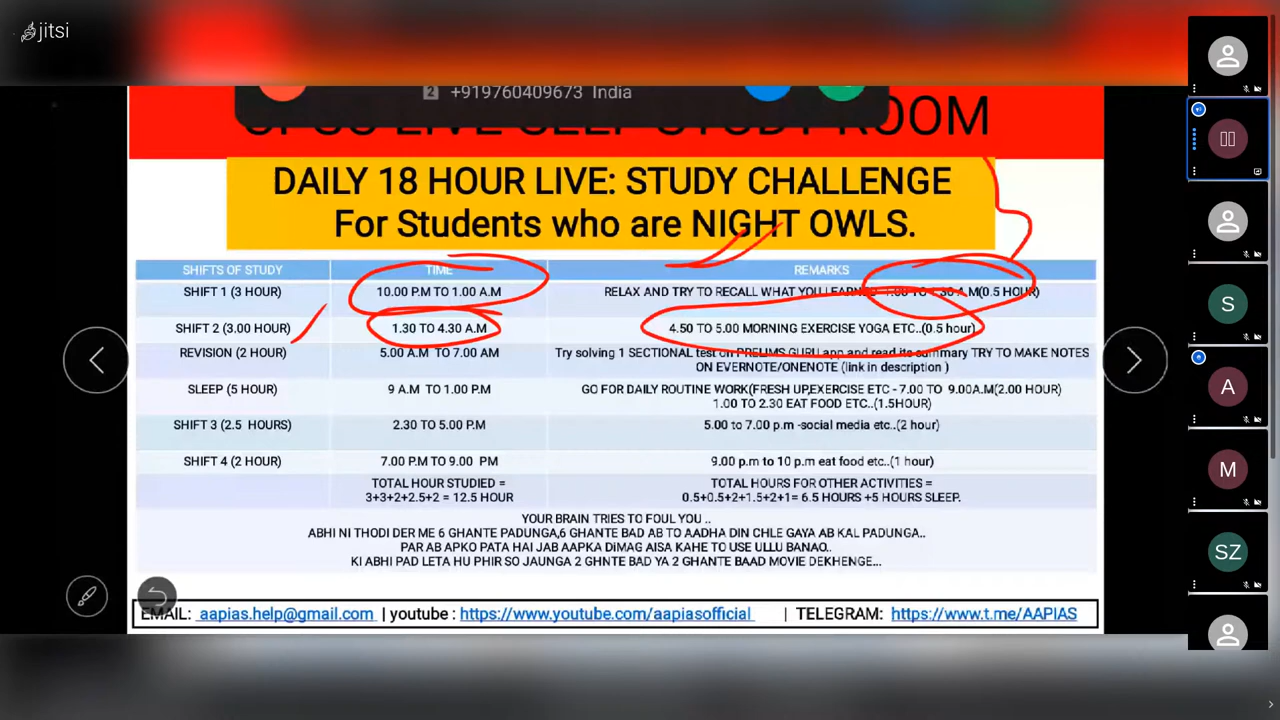 jitsi
2 +919760409673 India
STUDY ROOM
DAILY 18 HOUR LIVE: STUDY CHALLENGE
For Students who are NIGHT OWLS.
SHIFTS OF STUDY TIME REMARKS
SHIFT 1 (3 HOUR) 10.00 P.M TO 1.00 A.M RELAX AND TRY TO RECALL WHAT YOU LEARNED 1.00 TO 1.30 A.M(0.5 HOUR)
SHIFT 2 (3.00 HOUR) 1.30 TO 4.30 A.M 4.50 TO 5.00 MORNING EXERCISE YOGA ETC..(0.5 hour)
REVISION (2 HOUR) 5.00 A.M TO 7.00 AM Try solving 1 SECTIONAL test on PRELIMS GURU app and read its summary TRY TO MAKE NOTES
ON EVERNOTE/ONENOTE (link in description )
SLEEP (5 HOUR) 9 A.M TO 1.00 P.M GO FOR DAILY ROUTINE WORK(FRESH UP,EXERCISE ETC - 7.00 TO 9.00A.M(2.00 HOUR)
1.00 TO 2.30 EAT FOOD ETC..(1.5HOUR)
SHIFT 3 (2.5 HOURS) 2.30 TO 5.00 P.M 5.00 to 7.00 p.m -social media etc..(2 hour)
SHIFT 4 (2 HOUR) 7.00 P.M TO 9.00 PM 9.00 p.m to 10 p.m eat food etc..(1 hour)
TOTAL HOUR STUDIED = TOTAL HOURS FOR OTHER ACTIVITIES =
3+3+2+2.5+2 = 12.5 HOUR 0.5+0.5+2+1.5+2+1= 6.5 HOURS +5 HOURS SLEEP.
YOUR BRAIN TRIES TO FOUL YOU ..
ABHI NI THODI DER ME 6 GHANTE PADUNGA,6 GHANTE BAD AB TO AADHA DIN CHLE GAYA AB KAL PADUNGA..
PAR AB APKO PATA HAI JAB AAPKA DIMAG AISA KAHE TO USE ULLU BANAO..
KI ABHI PAD LETA HU PHIR SO JAUNGA 2 GHNTE BAD YA 2 GHANTE BAAD MOVIE DEKHENGE...
EMAIL: aapias.help@gmail.com | youtube : https://www.youtube.com/aapiasofficial | TELEGRAM: https://www.t.me/AAPIAS
S
A
M
SZ